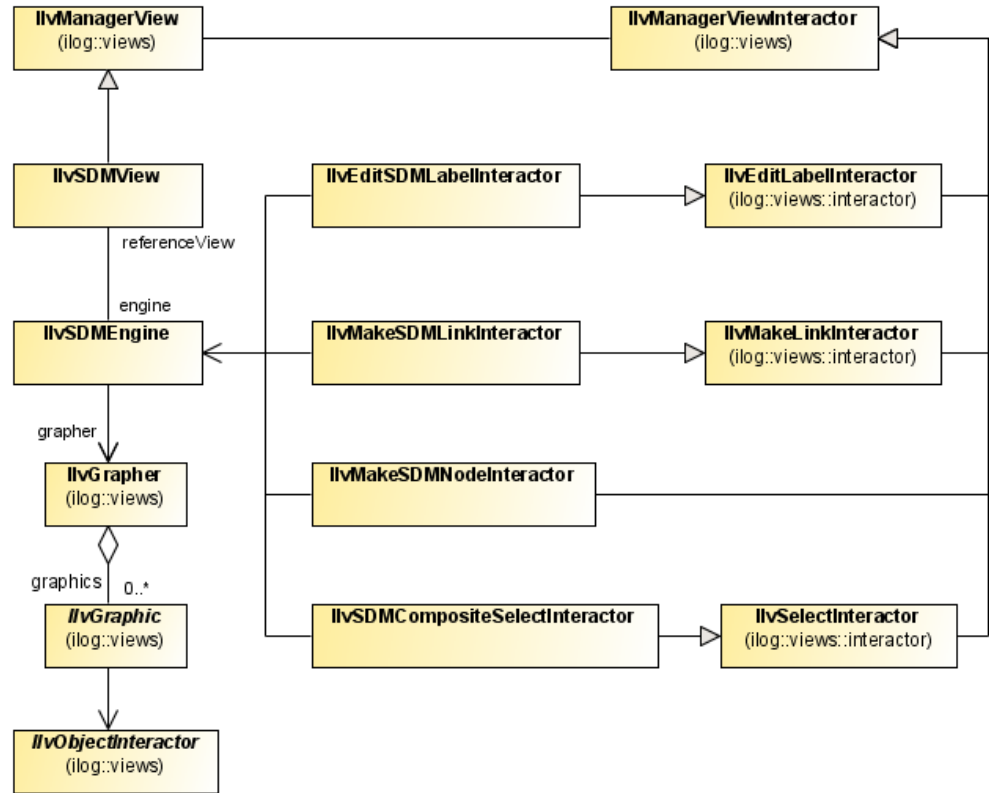 IlvManagerView
(ilog::views)
IlvManagerViewInteractor
(ilog::views)
IlvSDMView
IlvEditSDMLabelInteractor
IlvEditLabelInteractor
(ilog::views::interactor)
referenceView
engine
IlvSDMEngine
IlvMakeSDMLinkInteractor
IlvMakeLinkInteractor
(ilog::views::interactor)
grapher
IlvGrapher
(ilog::views)
IlvMakeSDMNodeInteractor
graphics
0..*
IlvGraphic
(ilog::views)
IlvSDMCompositeSelectInteractor
IlvSelectInteractor
(ilog::views::interactor)
IlvObjectInteractor
(ilog::views)